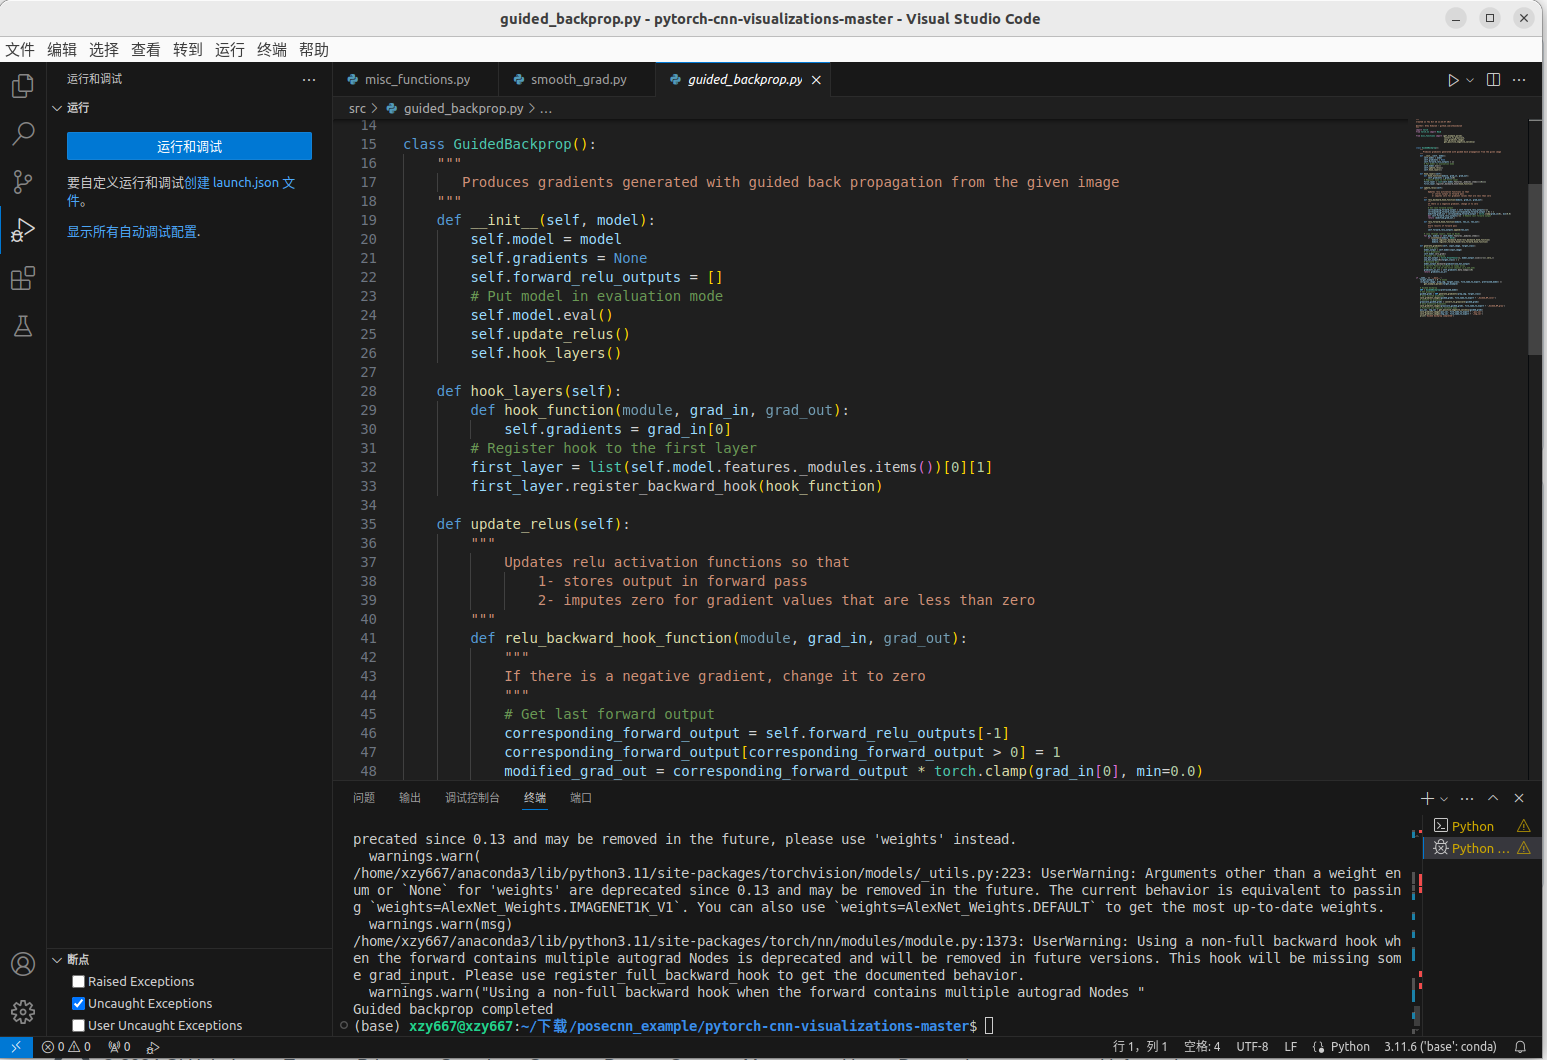 guided_backprop.py - pytorch-cnn-visualizations-master - Visual Studio Code
文件 编辑 选择 查看 转到 运行 终端 帮助
运行和调试 ···
运行
运行和调试
要自定义运行和调试创建 launch.json 文
件。
显示所有自动调试配置.
misc_functions.py smooth_grad.py guided_backprop.py
src > guided_backprop.py > ...
14
15 class GuidedBackprop():
16 """
17 Produces gradients generated with guided back propagation from the given image
18 """
19 def __init__(self, model):
20 self.model = model
21 self.gradients = None
22 self.forward_relu_outputs = []
23 # Put model in evaluation mode
24 self.model.eval()
25 self.update_relus()
26 self.hook_layers()
27
28 def hook_layers(self):
29 def hook_function(module, grad_in, grad_out):
30 self.gradients = grad_in[0]
31 # Register hook to the first layer
32 first_layer = list(self.model.features._modules.items())[0][1]
33 first_layer.register_backward_hook(hook_function)
34
35 def update_relus(self):
36 """
37 Updates relu activation functions so that
38 1- stores output in forward pass
39 2- imputes zero for gradient values that are less than zero
40 """
41 def relu_backward_hook_function(module, grad_in, grad_out):
42 """
43 If there is a negative gradient, change it to zero
44 """
45 # Get last forward output
46 corresponding_forward_output = self.forward_relu_outputs[-1]
47 corresponding_forward_output[corresponding_forward_output > 0] = 1
48 modified_grad_out = corresponding_forward_output * torch.clamp(grad_in[0], min=0.0)
问题 输出 调试控制台 终端 端口
precated since 0.13 and may be removed in the future, please use 'weights' instead.
warnings.warn(
/home/xzy667/anaconda3/lib/python3.11/site-packages/torchvision/models/_utils.py:223: UserWarning: Arguments other than a weight en
um or `None` for 'weights' are deprecated since 0.13 and may be removed in the future. The current behavior is equivalent to passin
g `weights=AlexNet_Weights.IMAGENET1K_V1`. You can also use `weights=AlexNet_Weights.DEFAULT` to get the most up-to-date weights.
warnings.warn(msg)
/home/xzy667/anaconda3/lib/python3.11/site-packages/torch/nn/modules/module.py:1373: UserWarning: Using a non-full backward hook wh
en the forward contains multiple autograd Nodes is deprecated and will be removed in future versions. This hook will be missing som
e grad_input. Please use register_full_backward_hook to get the documented behavior.
warnings.warn("Using a non-full backward hook when the forward contains multiple autograd Nodes "
Guided backprop completed
(base) xzy667@xzy667:~/下载/posecnn_example/pytorch-cnn-visualizations-master$
Python
Python ...
断点
Raised Exceptions
Uncaught Exceptions
User Uncaught Exceptions
0 0 0 行 1，列 1 空格: 4 UTF-8 LF Python 3.11.6 ('base': conda)